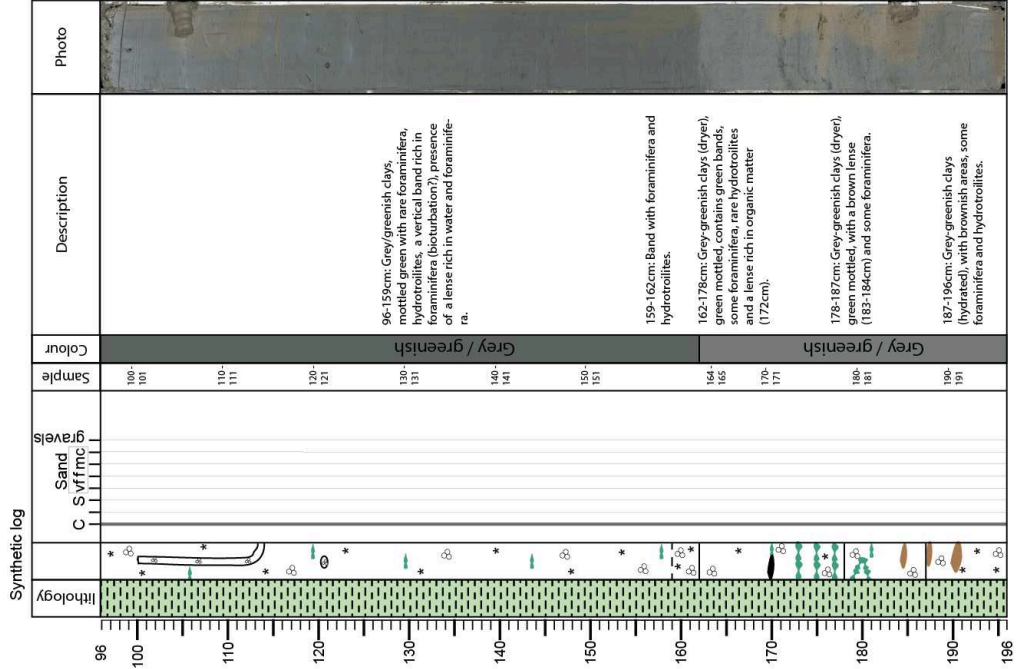 Synthetic log
lithology
C S vf f m c
Sand
gravels
Sample
Colour
Description
Photo
100-
101
110-
111
120-
121
130-
131
140-
141
150-
151
164-
165
170-
171
180-
181
190-
191
Grey / greenish
Grey / greenish
96-159cm: Grey/greenish clays,
mottled green with rare foraminifera,
hydrotroilites, a vertical band rich in
foraminifera (bioturbation?), presence
of a lense rich in water and foraminife-
ra.
159-162cm: Band with foraminifera and
hydrotroilites.
162-178cm: Grey-greenish clays (dryer),
green mottled, contains green bands,
some foraminifera, rare hydrotroilites
and a lense rich in organic matter
(172cm).
178-187cm: Grey-greenish clays (dryer),
green mottled, with a brown lense
(183-184cm) and some foraminifera.
187-196cm: Grey-greenish clays
(hydrated), with brownish areas, some
foraminifera and hydrotroilites.
96
100
110
120
130
140
150
160
170
180
190
196